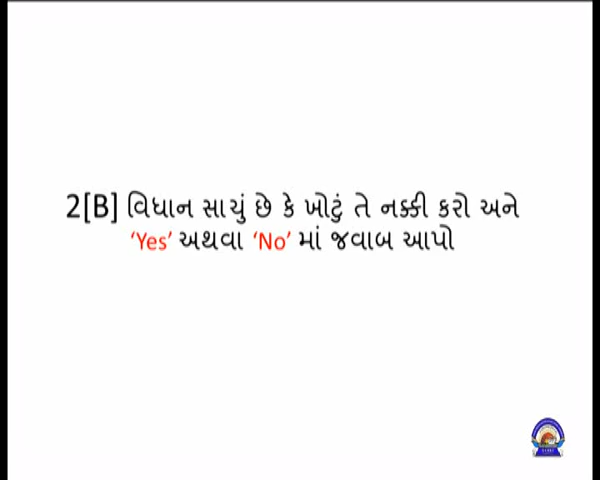 2[B] વિધાન સાચું છે કે ખોટું તે નક્કી કરો અને
‘Yes’ અથવા ‘No’ માં જવાબ આપો